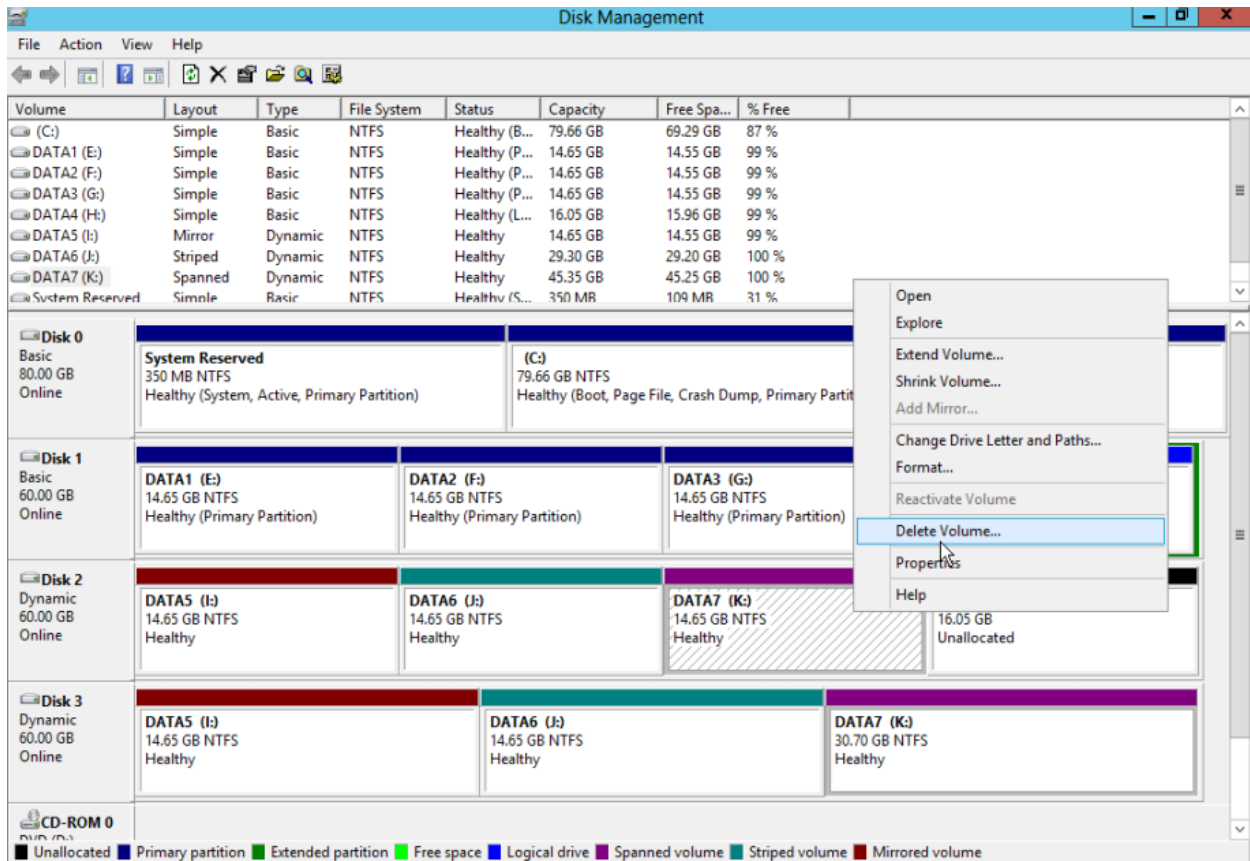 Disk Management
File Action View Help
Volume Layout Type File System Status Capacity Free Spa... % Free
(C:) Simple Basic NTFS Healthy (B... 79.66 GB 69.29 GB 87 %
DATA1 (E:) Simple Basic NTFS Healthy (P... 14.65 GB 14.55 GB 99 %
DATA2 (F:) Simple Basic NTFS Healthy (P... 14.65 GB 14.55 GB 99 %
DATA3 (G:) Simple Basic NTFS Healthy (P... 14.65 GB 14.55 GB 99 %
DATA4 (H:) Simple Basic NTFS Healthy (L... 16.05 GB 15.96 GB 99 %
DATA5 (I:) Mirror Dynamic NTFS Healthy 14.65 GB 14.55 GB 99 %
DATA6 (J:) Striped Dynamic NTFS Healthy 29.30 GB 29.20 GB 100 %
DATA7 (K:) Spanned Dynamic NTFS Healthy 45.35 GB 45.25 GB 100 %
System Reserved Simple Basic NTFS Healthy (S... 350 MB 109 MB 31 %
Open
Explore
Extend Volume...
Shrink Volume...
Add Mirror...
Change Drive Letter and Paths...
Format...
Reactivate Volume
Delete Volume...
Properties
Help
Disk 0
Basic
80.00 GB
Online
System Reserved
350 MB NTFS
Healthy (System, Active, Primary Partition)
(C:)
79.66 GB NTFS
Healthy (Boot, Page File, Crash Dump, Primary Partit
Disk 1
Basic
60.00 GB
Online
DATA1 (E:)
14.65 GB NTFS
Healthy (Primary Partition)
DATA2 (F:)
14.65 GB NTFS
Healthy (Primary Partition)
DATA3 (G:)
14.65 GB NTFS
Healthy (Primary Partition)
Disk 2
Dynamic
60.00 GB
Online
DATA5 (I:)
14.65 GB NTFS
Healthy
DATA6 (J:)
14.65 GB NTFS
Healthy
DATA7 (K:)
14.65 GB NTFS
Healthy
16.05 GB
Unallocated
Disk 3
Dynamic
60.00 GB
Online
DATA5 (I:)
14.65 GB NTFS
Healthy
DATA6 (J:)
14.65 GB NTFS
Healthy
DATA7 (K:)
30.70 GB NTFS
Healthy
CD-ROM 0
DVD (D:)
Unallocated Primary partition Extended partition Free space Logical drive Spanned volume Striped volume Mirrored volume